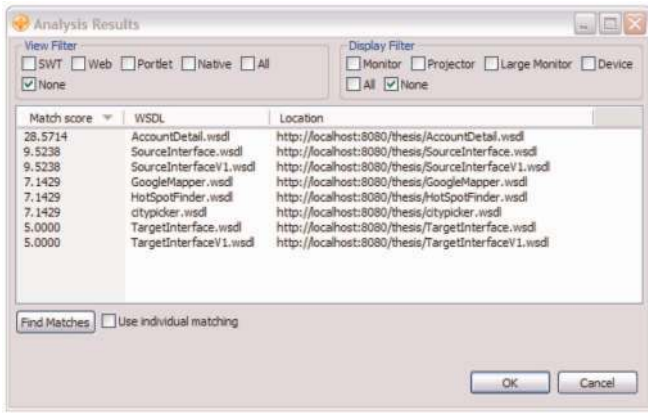 Analysis Results
View Filter
SWT Web Portlet Native All
None
Display Filter
Monitor Projector Large Monitor Device
All None
Match score WSDL Location
28.5714 AccountDetail.wsdl http://localhost:8080/thesis/AccountDetail.wsdl
9.5238 SourceInterface.wsdl http://localhost:8080/thesis/SourceInterface.wsdl
9.5238 SourceInterfaceV1.wsdl http://localhost:8080/thesis/SourceInterfaceV1.wsdl
7.1429 GoogleMapper.wsdl http://localhost:8080/thesis/GoogleMapper.wsdl
7.1429 HotSpotFinder.wsdl http://localhost:8080/thesis/HotSpotFinder.wsdl
7.1429 citypicker.wsdl http://localhost:8080/thesis/citypicker.wsdl
5.0000 TargetInterface.wsdl http://localhost:8080/thesis/TargetInterface.wsdl
5.0000 TargetInterfaceV1.wsdl http://localhost:8080/thesis/TargetInterfaceV1.wsdl
Find Matches Use individual matching
OK Cancel